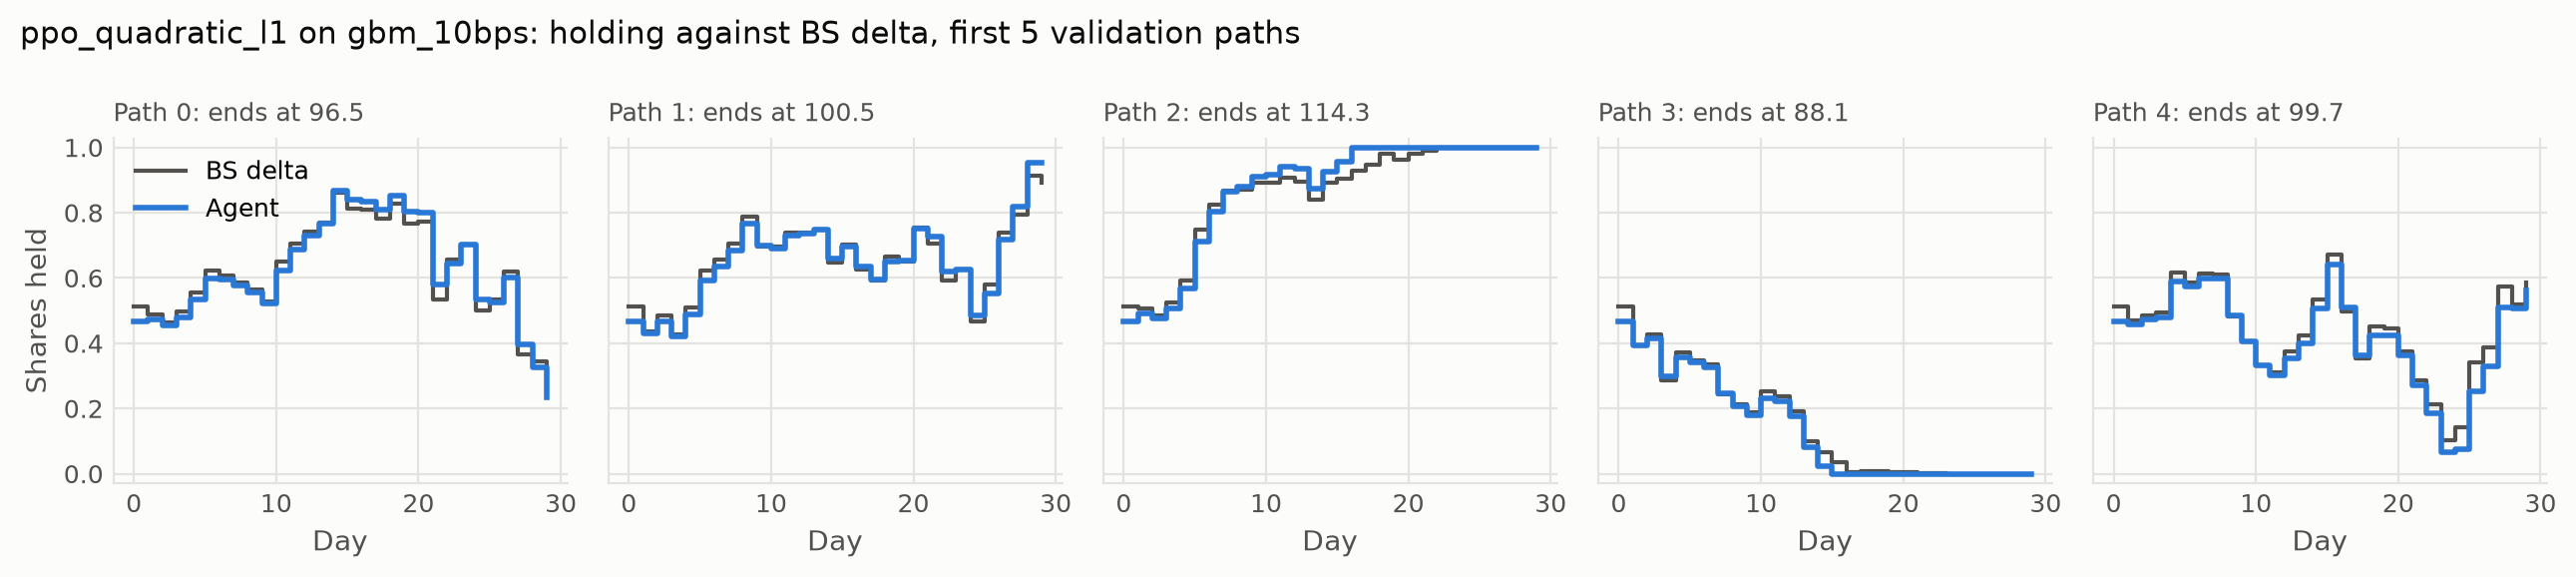 ppo_quadratic_l1 on gbm_10bps: holding against BS delta, first 5 validation paths
Path 0: ends at 96.5
Path 1: ends at 100.5
Path 2: ends at 114.3
Path 3: ends at 88.1
Path 4: ends at 99.7
BS delta
Agent
Shares held
1.0
0.8
0.6
0.4
0.2
0.0
0 10 20 30
0 10 20 30
0 10 20 30
0 10 20 30
0 10 20 30
Day
Day
Day
Day
Day